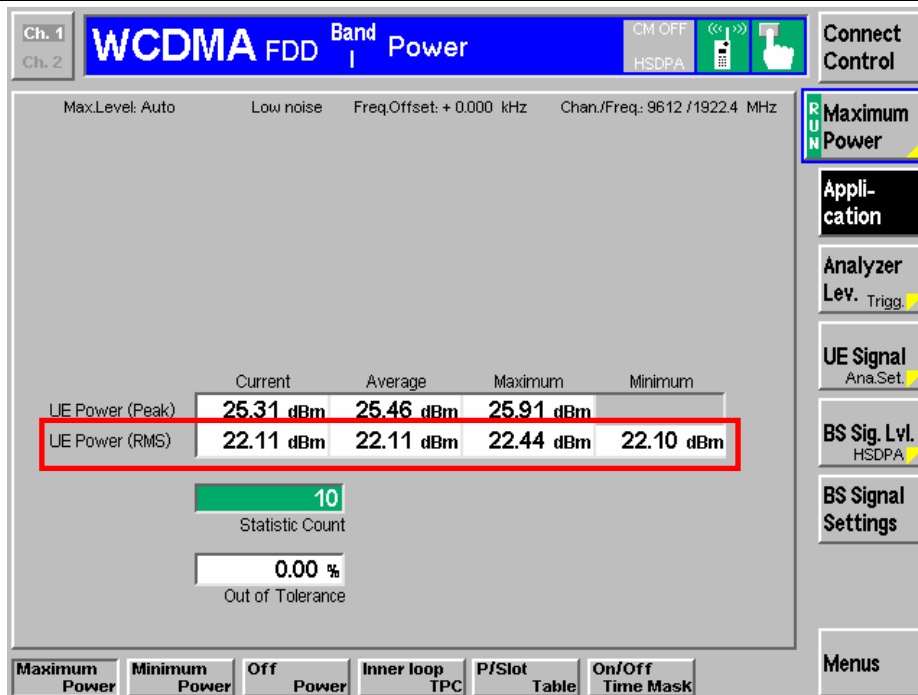 Ch. 1
Ch. 2
WCDMA FDD Band I Power
CM OFF
HSDPA
Connect Control
Max.Level: Auto Low noise Freq.Offset: + 0.000 kHz Chan./Freq.: 9612 / 1922.4 MHz
RUN
Maximum Power
Appli-
cation
Analyzer
Lev. Trigg.
UE Signal
Ana.Set.
Current Average Maximum Minimum
UE Power (Peak) 25.31 dBm 25.46 dBm 25.91 dBm
UE Power (RMS) 22.11 dBm 22.11 dBm 22.44 dBm 22.10 dBm
BS Sig. Lvl.
HSDPA
10
Statistic Count
BS Signal
Settings
0.00 %
Out of Tolerance
Menus
Maximum Power
Minimum Power
Off Power
Inner loop TPC
P/Slot Table
On/Off Time Mask